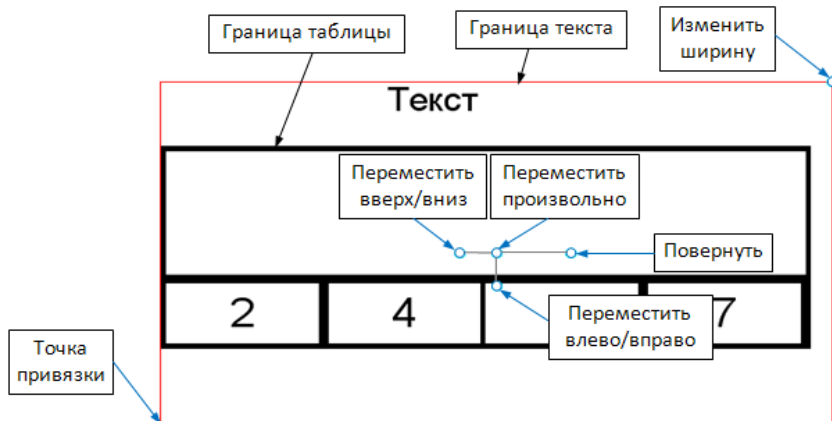 Граница таблицы
Граница текста
Изменить
ширину
Текст
Переместить
вверх/вниз
Переместить
произвольно
Повернуть
2
4
7
Переместить
влево/вправо
Точка
привязки